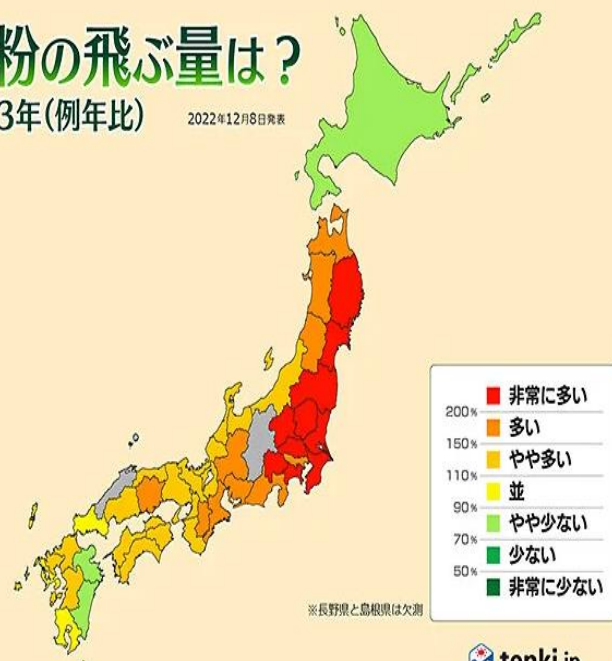 粉の飛ぶ量は？
3年（例年比）
2022年12月8日発表
非常に多い
200%
多い
150%
やや多い
110%
並
90%
やや少ない
70%
少ない
50%
非常に少ない
※長野県と島根県は欠測
tenki.jp